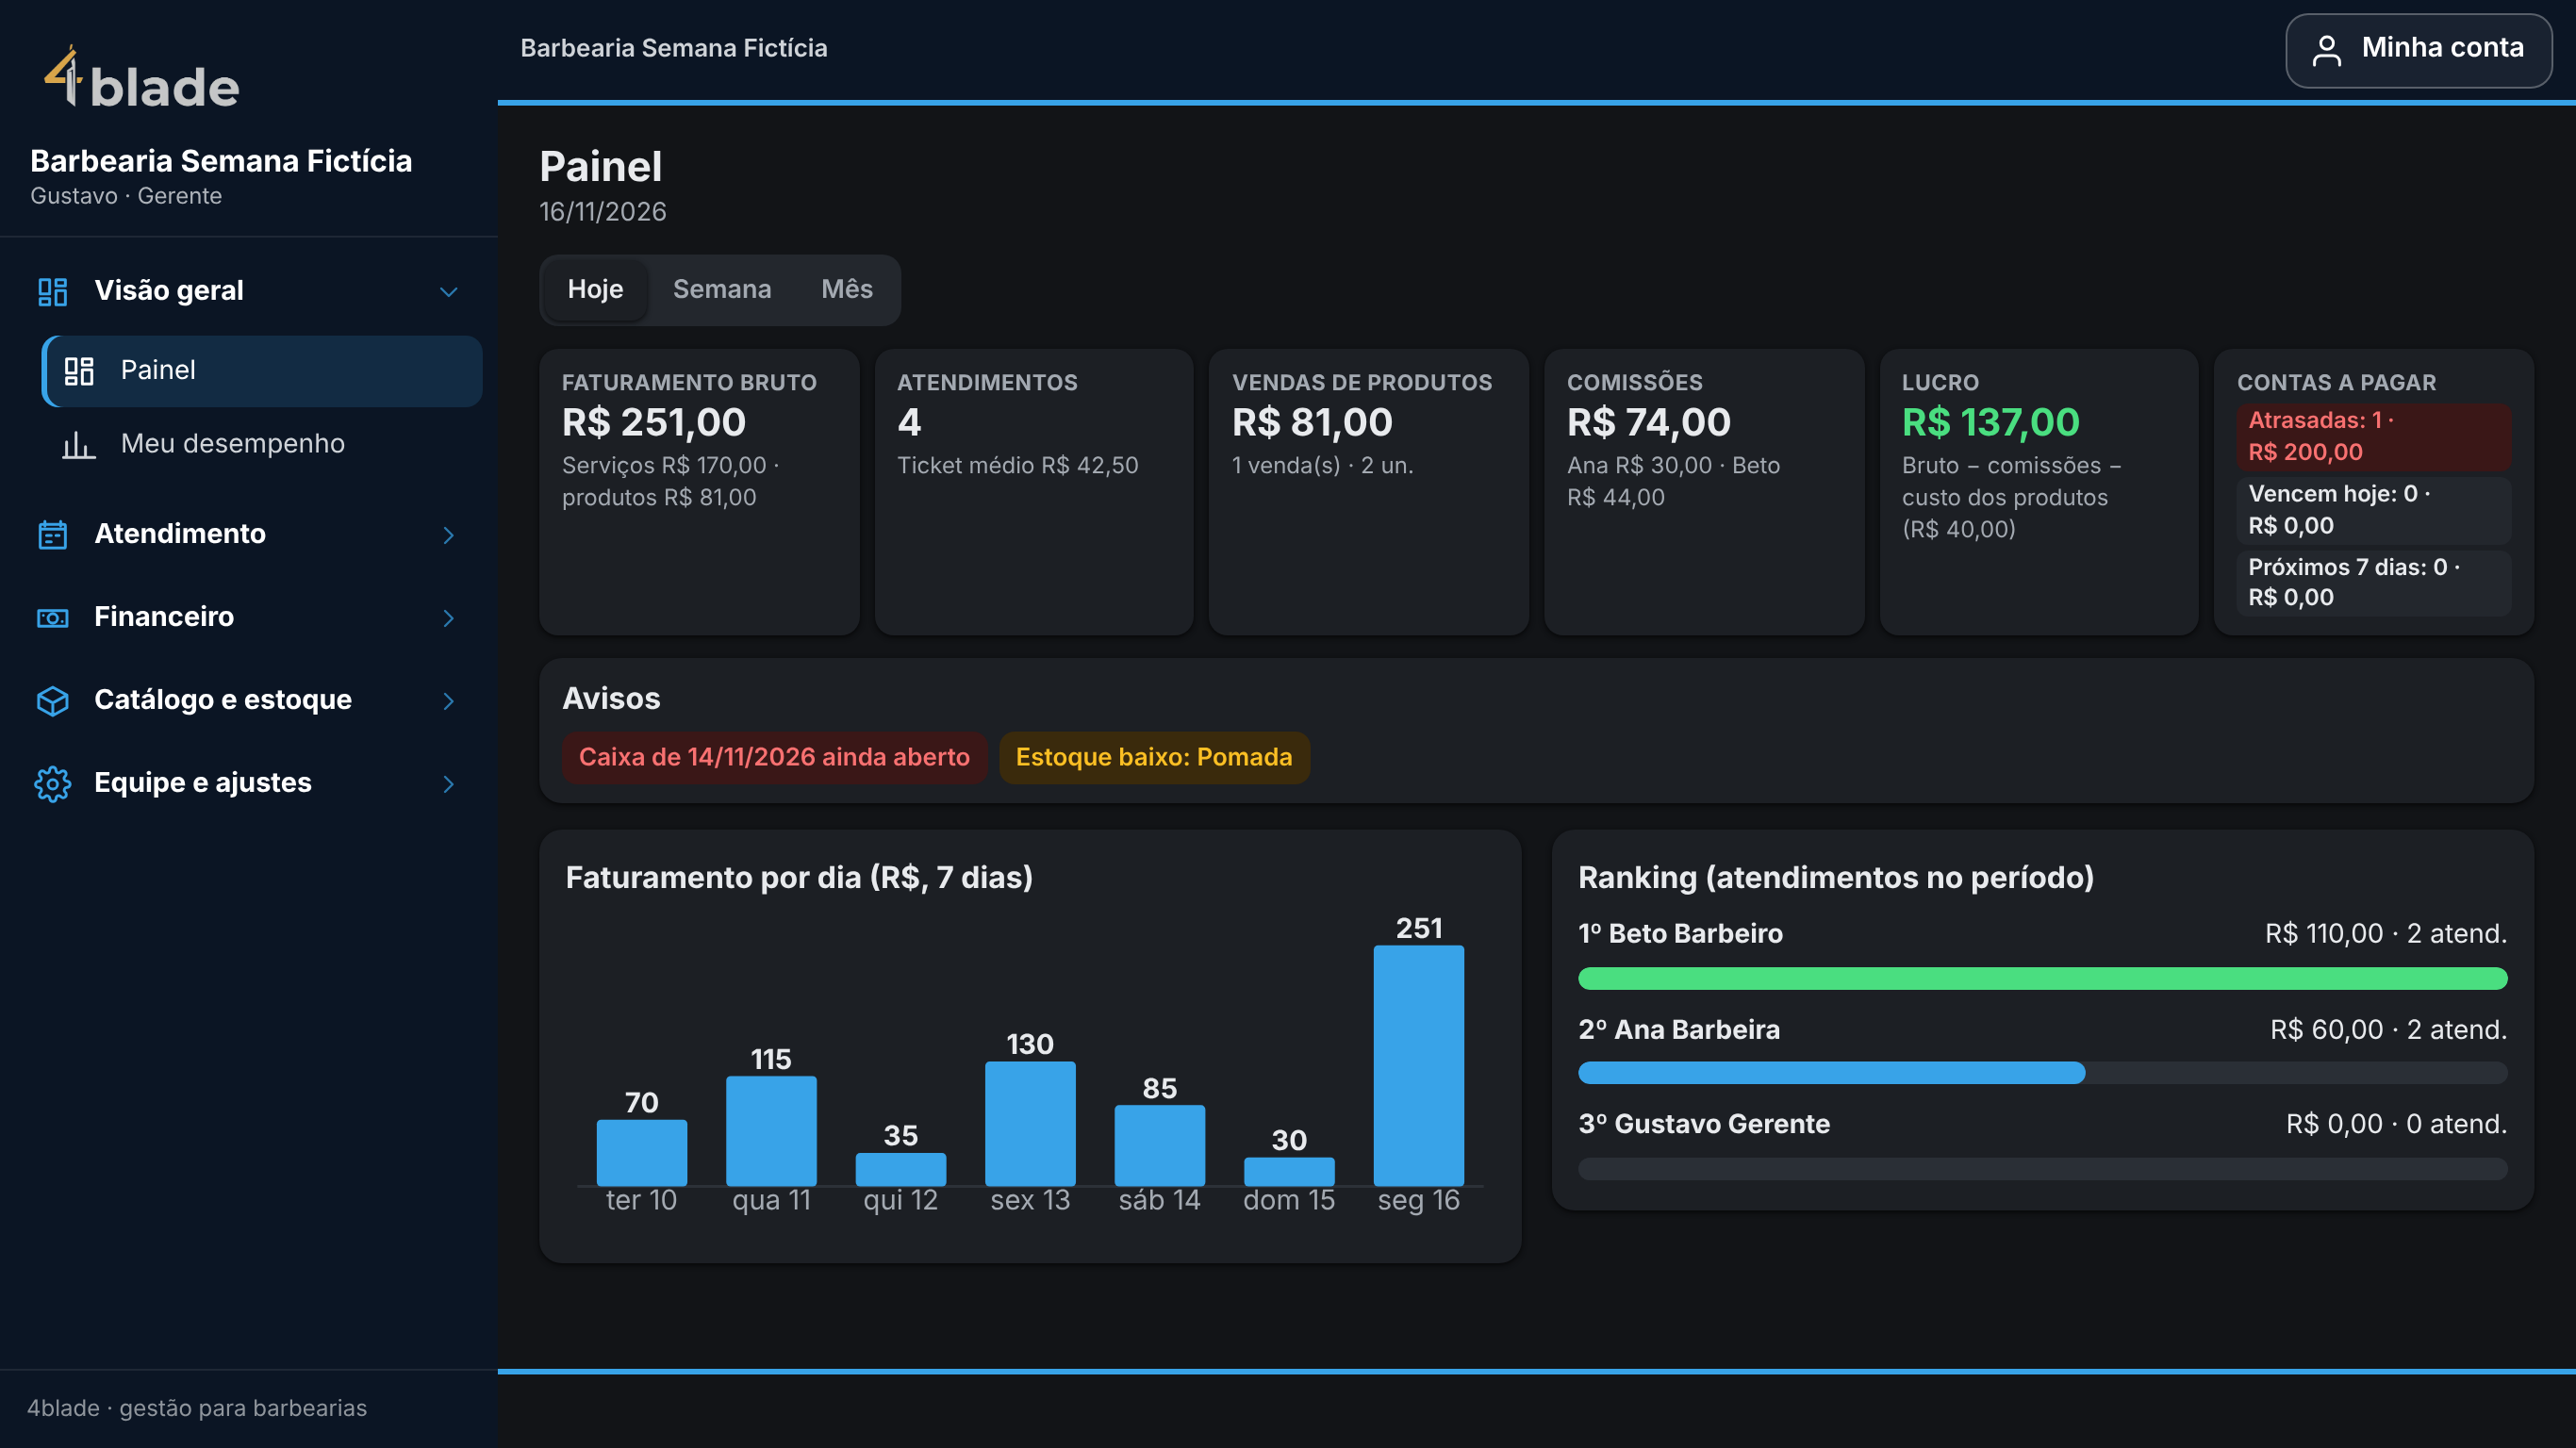 4blade
Barbearia Semana Fictícia
Gustavo · Gerente
Visão geral
Painel
Meu desempenho
Atendimento
Financeiro
Catálogo e estoque
Equipe e ajustes
4blade · gestão para barbearias
Barbearia Semana Fictícia
Minha conta
Painel
16/11/2026
Hoje
Semana
Mês
FATURAMENTO BRUTO
R$ 251,00
Serviços R$ 170,00 ·
produtos R$ 81,00
ATENDIMENTOS
4
Ticket médio R$ 42,50
VENDAS DE PRODUTOS
R$ 81,00
1 venda(s) · 2 un.
COMISSÕES
R$ 74,00
Ana R$ 30,00 · Beto
R$ 44,00
LUCRO
R$ 137,00
Bruto − comissões −
custo dos produtos
(R$ 40,00)
CONTAS A PAGAR
Atrasadas: 1 ·
R$ 200,00
Vencem hoje: 0 ·
R$ 0,00
Próximos 7 dias: 0 ·
R$ 0,00
Avisos
Caixa de 14/11/2026 ainda aberto
Estoque baixo: Pomada
Faturamento por dia (R$, 7 dias)
70
115
35
130
85
30
251
ter 10
qua 11
qui 12
sex 13
sáb 14
dom 15
seg 16
Ranking (atendimentos no período)
1º Beto Barbeiro
R$ 110,00 · 2 atend.
2º Ana Barbeira
R$ 60,00 · 2 atend.
3º Gustavo Gerente
R$ 0,00 · 0 atend.